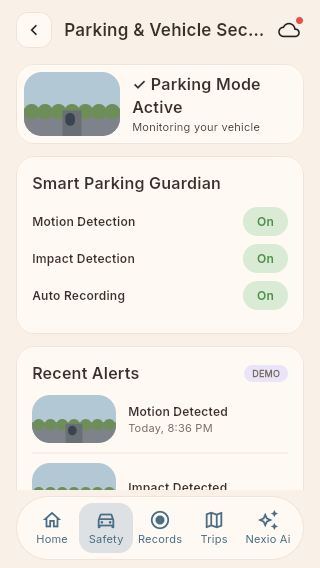 Parking & Vehicle Sec...
✓ Parking Mode
Active
Monitoring your vehicle
Smart Parking Guardian
Motion Detection On
Impact Detection On
Auto Recording On
Recent Alerts DEMO
Motion Detected
Today, 8:36 PM
Impact Detected
Home Safety Records Trips Nexio Ai